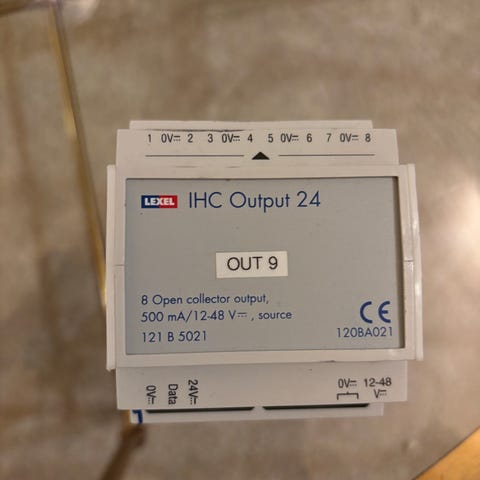 1 0V⎓ 2 3 0V⎓ 4 5 0V⎓ 6 7 0V⎓ 8
LEXEL IHC Output 24
OUT 9
8 Open collector output,
500 mA/12-48 V⎓, source
121 B 5021
CE
120BA021
0V⎓ Data 24V⎓
0V⎓ 12-48 V⎓